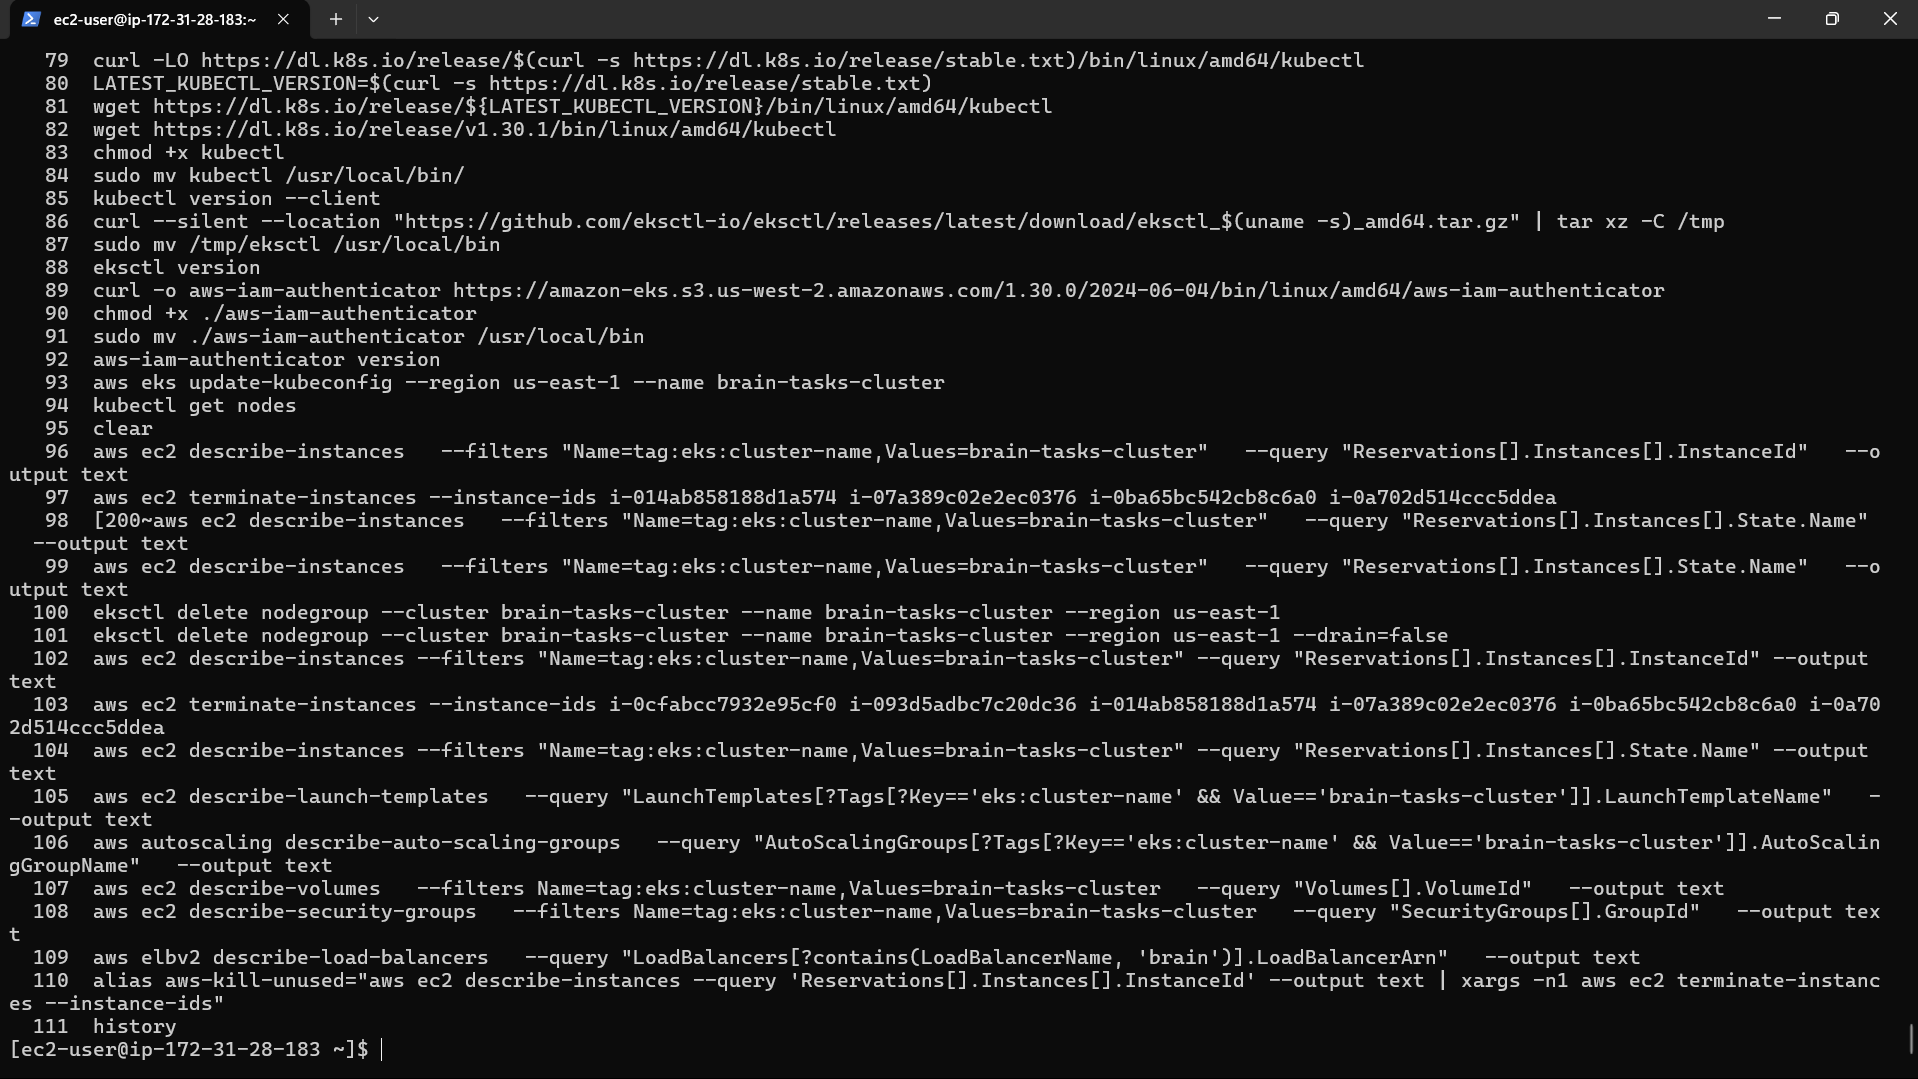 ec2-user@ip-172-31-28-183:~
79  curl -LO https://dl.k8s.io/release/$(curl -s https://dl.k8s.io/release/stable.txt)/bin/linux/amd64/kubectl
80  LATEST_KUBECTL_VERSION=$(curl -s https://dl.k8s.io/release/stable.txt)
81  wget https://dl.k8s.io/release/${LATEST_KUBECTL_VERSION}/bin/linux/amd64/kubectl
82  wget https://dl.k8s.io/release/v1.30.1/bin/linux/amd64/kubectl
83  chmod +x kubectl
84  sudo mv kubectl /usr/local/bin/
85  kubectl version --client
86  curl --silent --location "https://github.com/eksctl-io/eksctl/releases/latest/download/eksctl_$(uname -s)_amd64.tar.gz" | tar xz -C /tmp
87  sudo mv /tmp/eksctl /usr/local/bin
88  eksctl version
89  curl -o aws-iam-authenticator https://amazon-eks.s3.us-west-2.amazonaws.com/1.30.0/2024-06-04/bin/linux/amd64/aws-iam-authenticator
90  chmod +x ./aws-iam-authenticator
91  sudo mv ./aws-iam-authenticator /usr/local/bin
92  aws-iam-authenticator version
93  aws eks update-kubeconfig --region us-east-1 --name brain-tasks-cluster
94  kubectl get nodes
95  clear
96  aws ec2 describe-instances   --filters "Name=tag:eks:cluster-name,Values=brain-tasks-cluster"   --query "Reservations[].Instances[].InstanceId"   --o
utput text
97  aws ec2 terminate-instances --instance-ids i-014ab858188d1a574 i-07a389c02e2ec0376 i-0ba65bc542cb8c6a0 i-0a702d514ccc5ddea
98  [200~aws ec2 describe-instances   --filters "Name=tag:eks:cluster-name,Values=brain-tasks-cluster"   --query "Reservations[].Instances[].State.Name"
--output text
99  aws ec2 describe-instances   --filters "Name=tag:eks:cluster-name,Values=brain-tasks-cluster"   --query "Reservations[].Instances[].State.Name"   --o
utput text
100  eksctl delete nodegroup --cluster brain-tasks-cluster --name brain-tasks-cluster --region us-east-1
101  eksctl delete nodegroup --cluster brain-tasks-cluster --name brain-tasks-cluster --region us-east-1 --drain=false
102  aws ec2 describe-instances --filters "Name=tag:eks:cluster-name,Values=brain-tasks-cluster" --query "Reservations[].Instances[].InstanceId" --output
text
103  aws ec2 terminate-instances --instance-ids i-0cfabcc7932e95cf0 i-093d5adbc7c20dc36 i-014ab858188d1a574 i-07a389c02e2ec0376 i-0ba65bc542cb8c6a0 i-0a70
2d514ccc5ddea
104  aws ec2 describe-instances --filters "Name=tag:eks:cluster-name,Values=brain-tasks-cluster" --query "Reservations[].Instances[].State.Name" --output
text
105  aws ec2 describe-launch-templates   --query "LaunchTemplates[?Tags[?Key=='eks:cluster-name' && Value=='brain-tasks-cluster']].LaunchTemplateName"   -
-output text
106  aws autoscaling describe-auto-scaling-groups   --query "AutoScalingGroups[?Tags[?Key=='eks:cluster-name' && Value=='brain-tasks-cluster']].AutoScalin
gGroupName"   --output text
107  aws ec2 describe-volumes   --filters Name=tag:eks:cluster-name,Values=brain-tasks-cluster   --query "Volumes[].VolumeId"   --output text
108  aws ec2 describe-security-groups   --filters Name=tag:eks:cluster-name,Values=brain-tasks-cluster   --query "SecurityGroups[].GroupId"   --output tex
t
109  aws elbv2 describe-load-balancers   --query "LoadBalancers[?contains(LoadBalancerName, 'brain')].LoadBalancerArn"   --output text
110  alias aws-kill-unused="aws ec2 describe-instances --query 'Reservations[].Instances[].InstanceId' --output text | xargs -n1 aws ec2 terminate-instanc
es --instance-ids"
111  history
[ec2-user@ip-172-31-28-183 ~]$